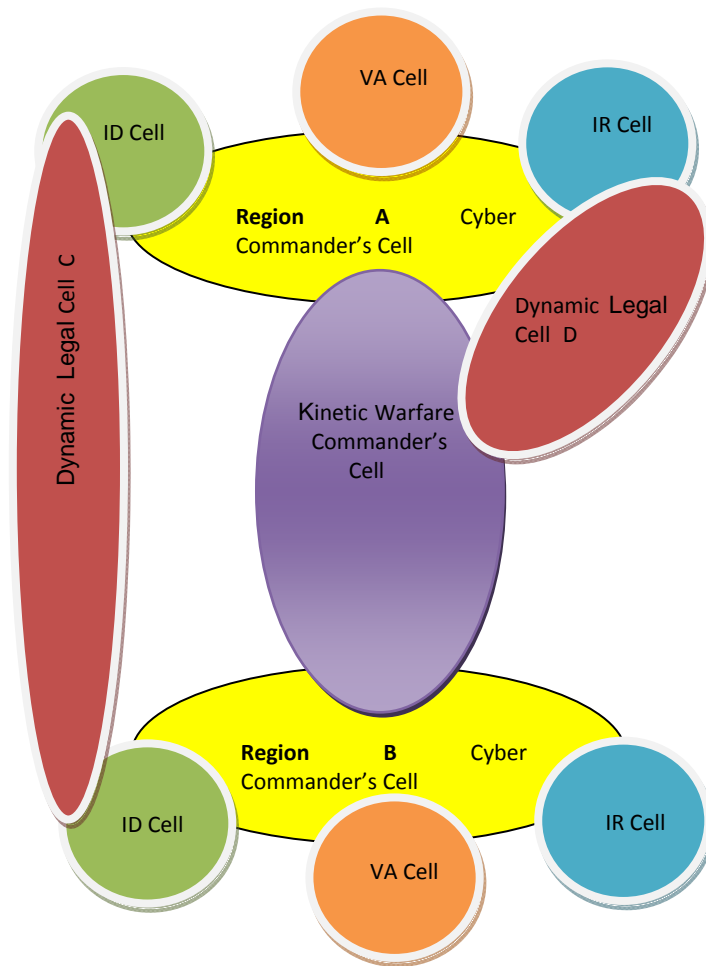 VA Cell
ID Cell
IR Cell
Region A Cyber
Commander's Cell
Dynamic Legal
Cell D
Dynamic Legal Cell C
Kinetic Warfare
Commander's
Cell
Region B Cyber
Commander's Cell
ID Cell
VA Cell
IR Cell